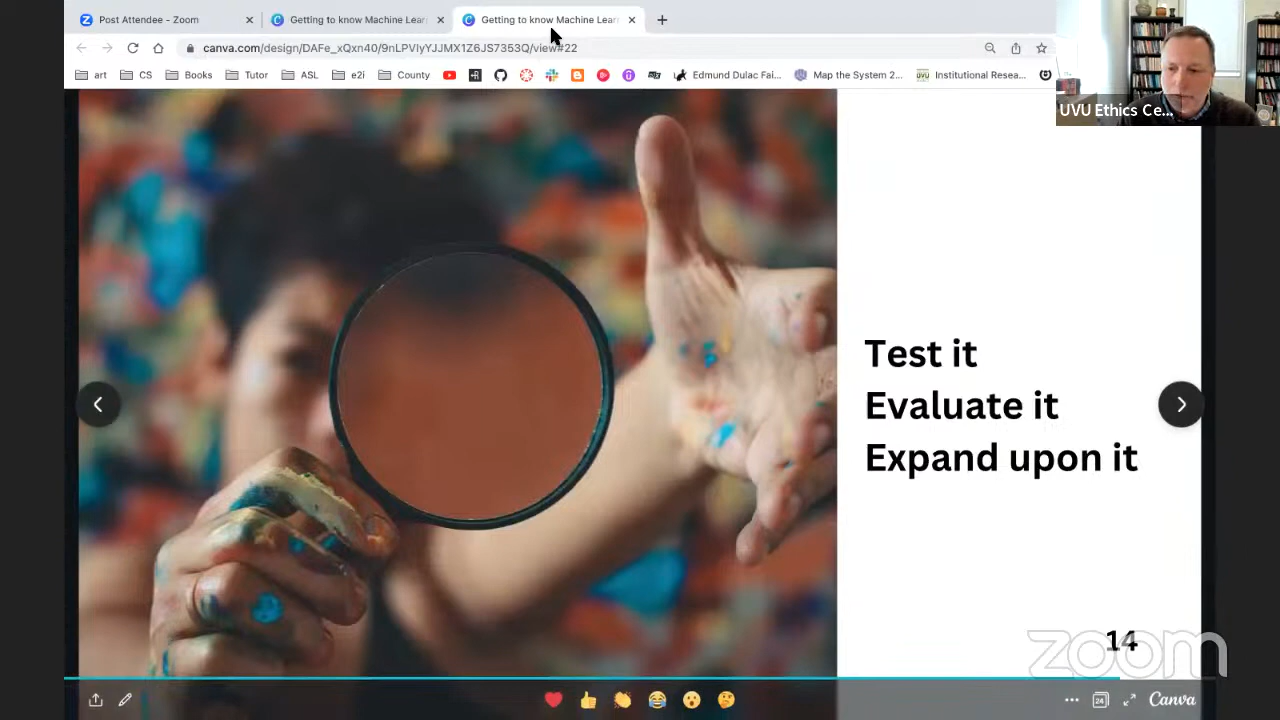 Post Attendee - Zoom
Getting to know Machine Lear
Getting to know Machine Lear
canva.com/design/DAFe_xQxn40/9nLPVIyYJJMX1Z6JS7353Q/view#22
art CS Books Tutor ASL e2i County Edmund Dulac Fai... Map the System 2... Institutional Resea...
UVU Ethics Ce...
Test it
Evaluate it
Expand upon it
14
zoom
24
Canva